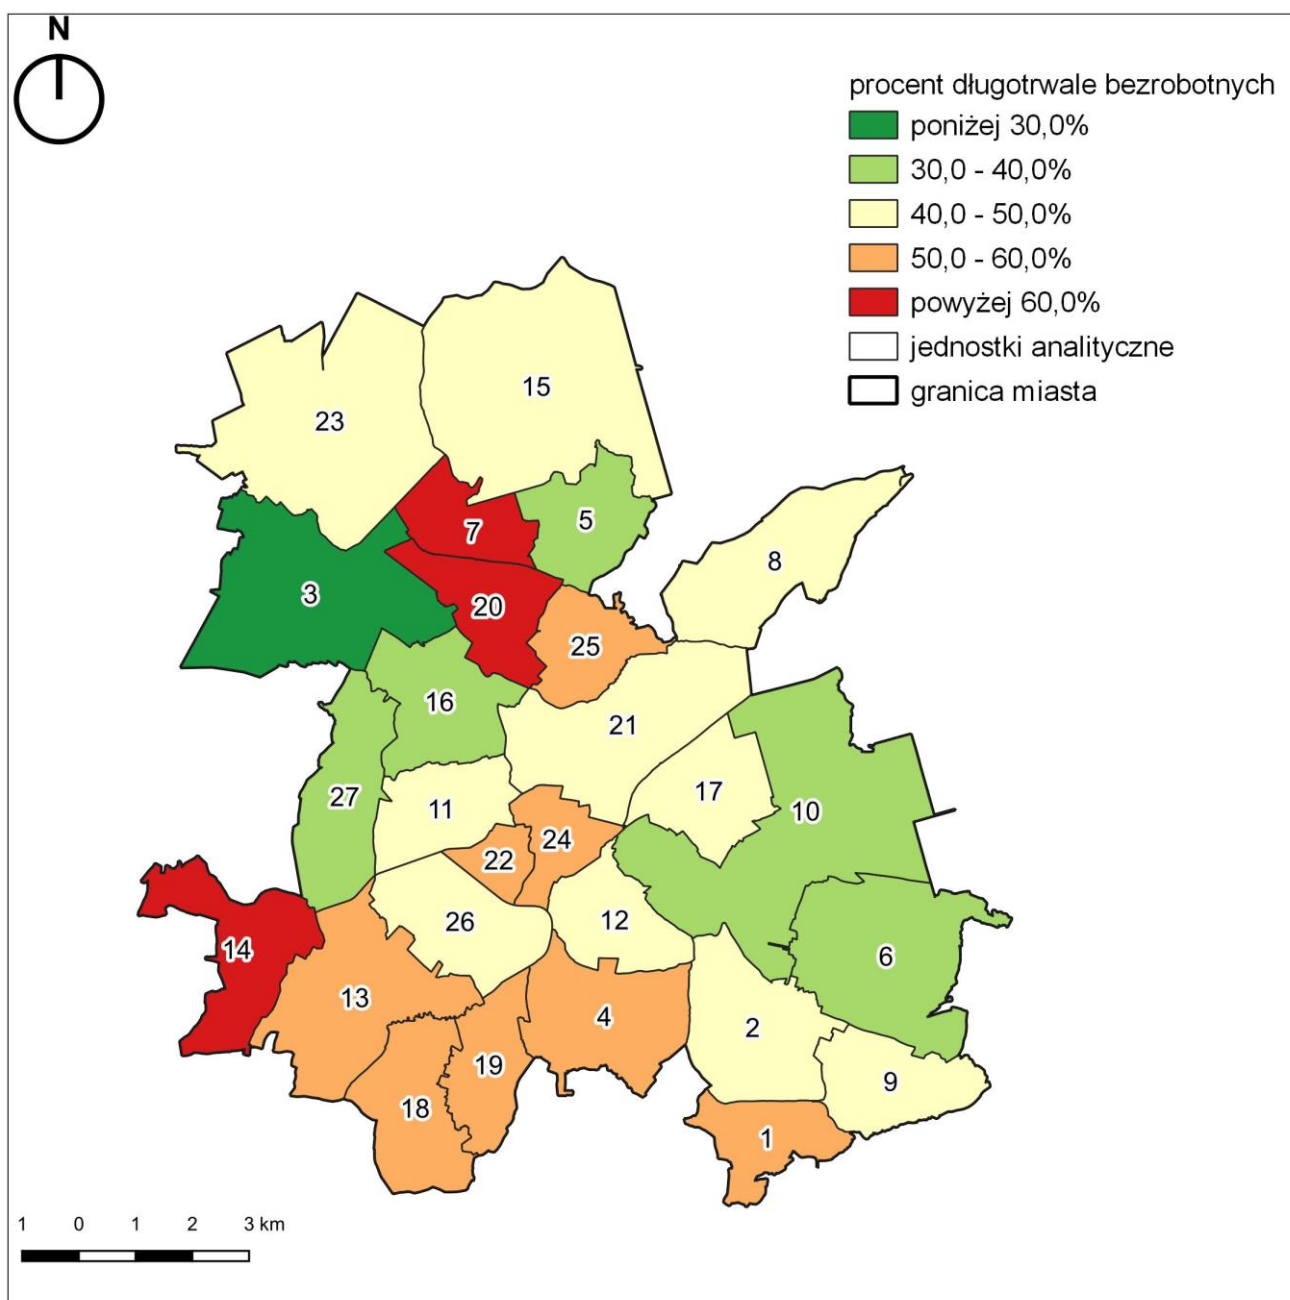 N
procent długotrwale bezrobotnych
poniżej 30,0%
30,0 - 40,0%
40,0 - 50,0%
50,0 - 60,0%
powyżej 60,0%
jednostki analityczne
granica miasta
15
23
7
5
8
3
20
25
16
21
27
11
17
10
24
22
26
12
14
6
13
4
2
19
9
18
1
1 0 1 2 3 km